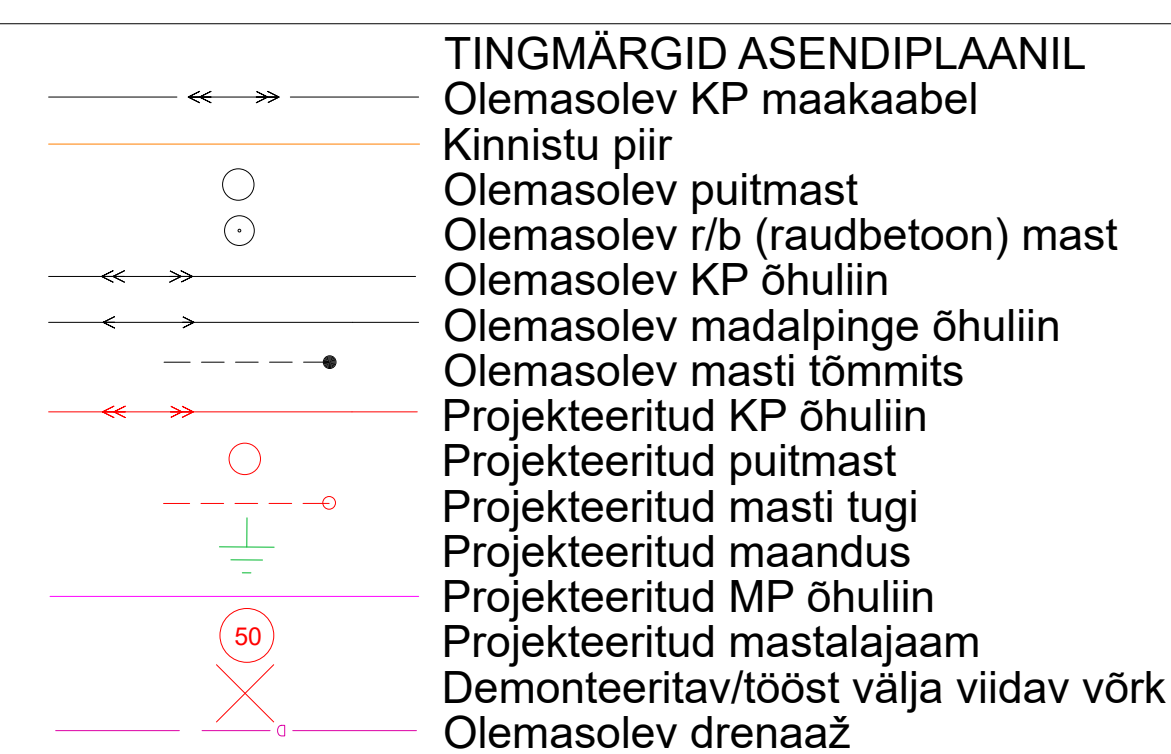 TINGMÄRGID ASENDIPLAANIL
Olemasolev KP maakaabel
Kinnistu piir
Olemasolev puitmast
Olemasolev r/b (raudbetoon) mast
Olemasolev KP õhuliin
Olemasolev madalpinge õhuliin
Olemasolev masti tõmmits
Projekteeritud KP õhuliin
Projekteeritud puitmast
Projekteeritud masti tugi
Projekteeritud maandus
Projekteeritud MP õhuliin
50 Projekteeritud mastalajaam
Demonteeritav/tööst välja viidav võrk
Olemasolev drenaaž